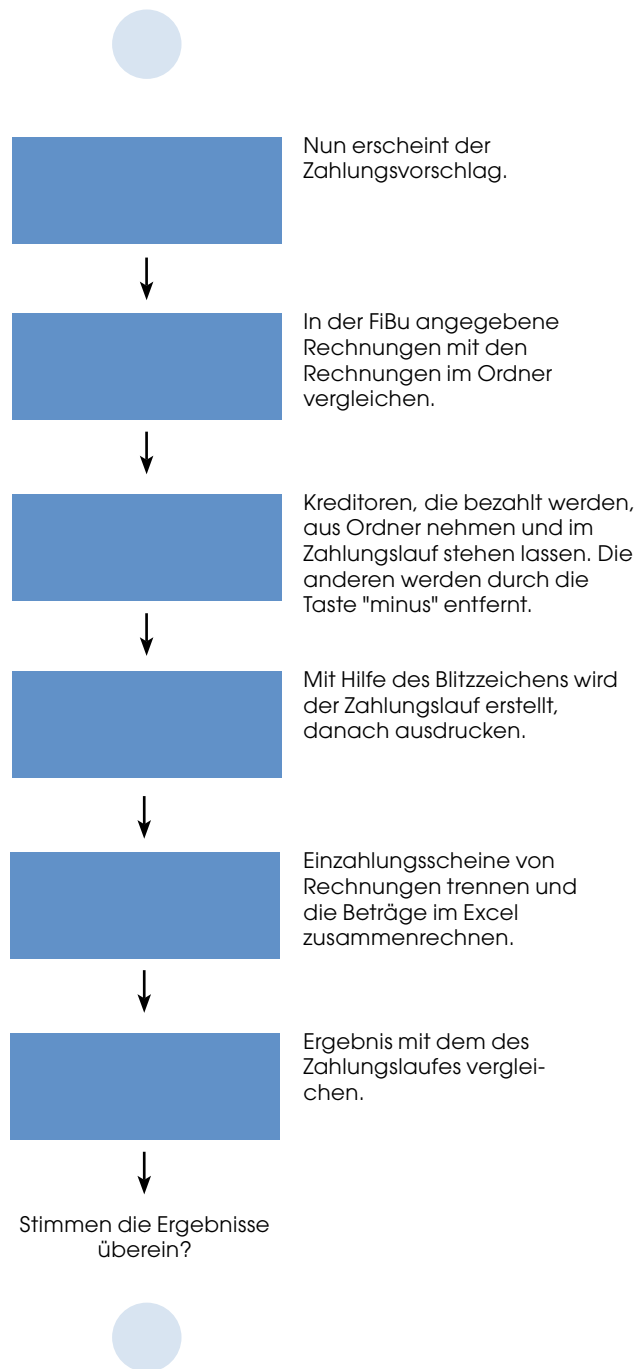 Nun erscheint der
Zahlungsvorschlag.
In der FiBu angegebene
Rechnungen mit den
Rechnungen im Ordner
vergleichen.
Kreditoren, die bezahlt werden,
aus Ordner nehmen und im
Zahlungslauf stehen lassen. Die
anderen werden durch die
Taste "minus" entfernt.
Mit Hilfe des Blitzzeichens wird
der Zahlungslauf erstellt,
danach ausdrucken.
Einzahlungsscheine von
Rechnungen trennen und
die Beträge im Excel
zusammenrechnen.
Ergebnis mit dem des
Zahlungslaufes verglei-
chen.
Stimmen die Ergebnisse
überein?